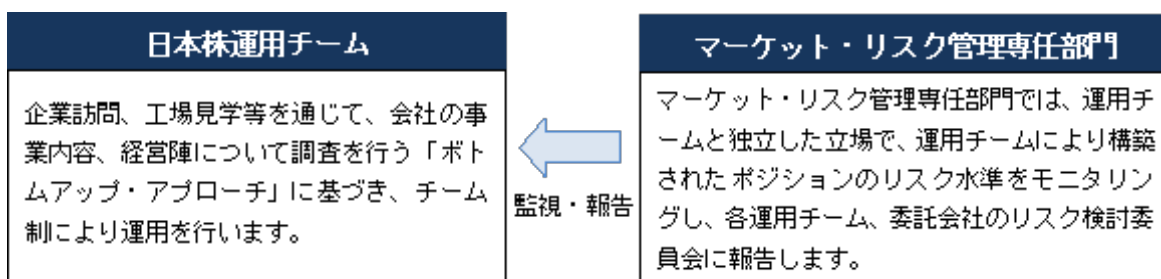 日本株運用チーム
企業訪問、工場見学等を通じて、会社の事
業内容、経営陣について調査を行う「ボト
ムアップ・アプローチ」に基づき、チーム
制により運用を行います。
監視・報告
マーケット・リスク管理専任部門
マーケット・リスク管理専任部門では、運用チ
ームと独立した立場で、運用チームにより構築
されたポジションのリスク水準をモニタリン
グし、各運用チーム、委託会社のリスク検討委
員会に報告します。